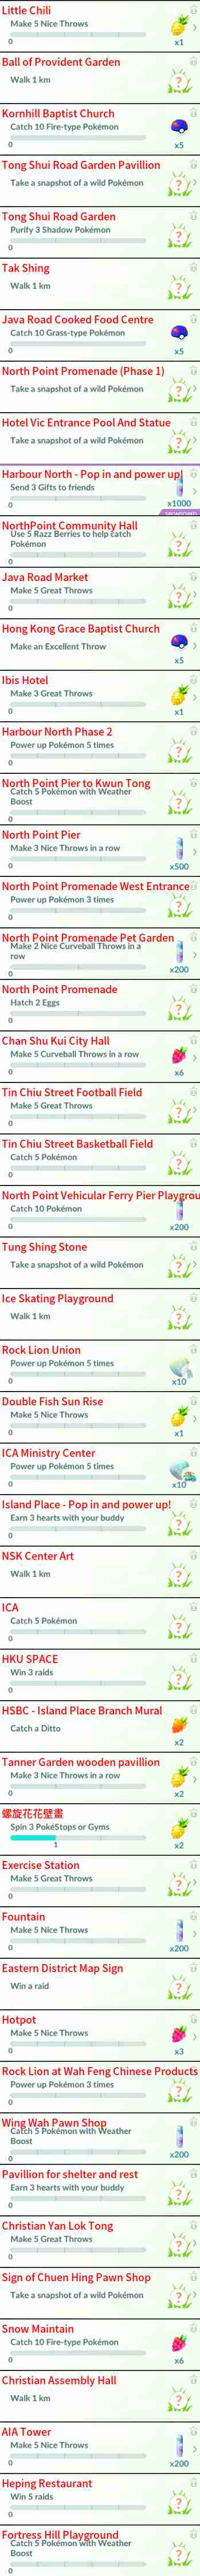 Little Chili
Make 5 Nice Throws
0
x1
Ball of Provident Garden
Walk 1 km
?
Kornhill Baptist Church
Catch 10 Fire-type Pokémon
0
x5
Tong Shui Road Garden Pavillion
Take a snapshot of a wild Pokémon
?
Tong Shui Road Garden
Purify 3 Shadow Pokémon
?
0
Tak Shing
Walk 1 km
?
Java Road Cooked Food Centre
Catch 10 Grass-type Pokémon
0
x5
North Point Promenade (Phase 1)
Take a snapshot of a wild Pokémon
?
Hotel Vic Entrance Pool And Statue
Take a snapshot of a wild Pokémon
?
Harbour North - Pop in and power up!
Send 3 Gifts to friends
0
x1000
NorthPoint Community Hall
Use 5 Razz Berries to help catch
Pokémon
?
0
Java Road Market
Make 5 Great Throws
?
0
Hong Kong Grace Baptist Church
Make an Excellent Throw
x5
Ibis Hotel
Make 3 Great Throws
0
x1
Harbour North Phase 2
Power up Pokémon 5 times
?
0
North Point Pier to Kwun Tong
Catch 5 Pokémon with Weather
Boost
?
0
North Point Pier
Make 3 Nice Throws in a row
0
x500
North Point Promenade West Entrance
Power up Pokémon 3 times
?
0
North Point Promenade Pet Garden
Make 2 Nice Curveball Throws in a
row
0
x200
North Point Promenade
Hatch 2 Eggs
?
0
Chan Shu Kui City Hall
Make 5 Curveball Throws in a row
0
x6
Tin Chiu Street Football Field
Make 5 Great Throws
?
0
Tin Chiu Street Basketball Field
Catch 5 Pokémon
?
0
North Point Vehicular Ferry Pier Playgrou
Catch 10 Pokémon
0
x200
Tung Shing Stone
Take a snapshot of a wild Pokémon
?
Ice Skating Playground
Walk 1 km
?
Rock Lion Union
Power up Pokémon 5 times
0
x10
Double Fish Sun Rise
Make 5 Nice Throws
0
x1
ICA Ministry Center
Power up Pokémon 5 times
0
x10
Island Place - Pop in and power up!
Earn 3 hearts with your buddy
?
0
NSK Center Art
Walk 1 km
?
ICA
Catch 5 Pokémon
?
0
HKU SPACE
Win 3 raids
?
0
HSBC - Island Place Branch Mural
Catch a Ditto
x2
Tanner Garden wooden pavillion
Make 3 Nice Throws in a row
0
x2
螺旋花花壁畫
Spin 3 PokéStops or Gyms
1
x2
Exercise Station
Make 5 Great Throws
?
0
Fountain
Make 5 Nice Throws
0
x200
Eastern District Map Sign
Win a raid
?
Hotpot
Make 5 Nice Throws
0
x3
Rock Lion at Wah Feng Chinese Products
Power up Pokémon 3 times
?
0
Wing Wah Pawn Shop
Catch 5 Pokémon with Weather
Boost
0
x200
Pavillion for shelter and rest
Earn 3 hearts with your buddy
?
0
Christian Yan Lok Tong
Make 5 Great Throws
?
0
Sign of Chuen Hing Pawn Shop
Take a snapshot of a wild Pokémon
?
Snow Maintain
Catch 10 Fire-type Pokémon
0
x6
Christian Assembly Hall
Walk 1 km
?
AIA Tower
Make 5 Nice Throws
0
x200
Heping Restaurant
Win 5 raids
?
0
Fortress Hill Playground
Catch 5 Pokémon with Weather
Boost
?
0